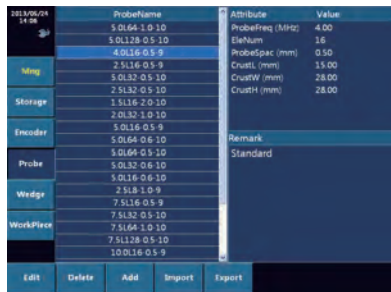 2013/06/24
14:08
Mng
Storage
Encoder
Probe
Wedge
WorkPiece
ProbeName
5.0L64-1.0-10
5.0L128-0.5-10
4.0L16-0.5-9
2.5L16-0.5-9
5.0L32-0.5-10
2.5L32-0.5-10
1.5L16-2.0-10
2.0L32-1.0-10
5.0L16-0.5-9
5.0L64-0.6-10
5.0L64-0.5-10
5.0L32-0.6-10
5.0L16-0.6-10
2.5L8-1.0-9
7.5L16-0.5-9
7.5L32-0.5-10
7.5L64-1.0-10
7.5L128-0.5-10
10.0L16-0.5-9
Attribute Value
ProbeFreq (MHz) 4.00
EleNum 16
ProbeSpac (mm) 0.50
CrustL (mm) 15.00
CrustW (mm) 28.00
CrustH (mm) 28.00
Remark
Standard
Edit Delete Add Import Export